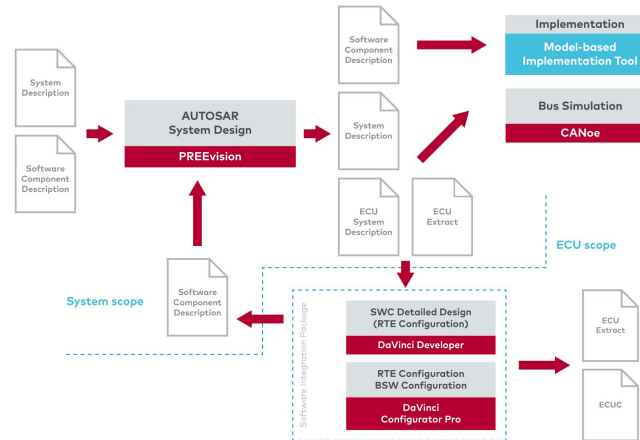 System
Description
Software
Component
Description
AUTOSAR
System Design
PREEvision
Software
Component
Description
System
Description
ECU
System
Description
ECU
Extract
Implementation
Model-based
Implementation Tool
Bus Simulation
CANoe
ECU scope
System scope
Software
Component
Description
Software Integration Package
SWC Detailed Design
(RTE Configuration)
DaVinci Developer
RTE Configuration
BSW Configuration
DaVinci
Configurator Pro
ECU
Extract
ECUC